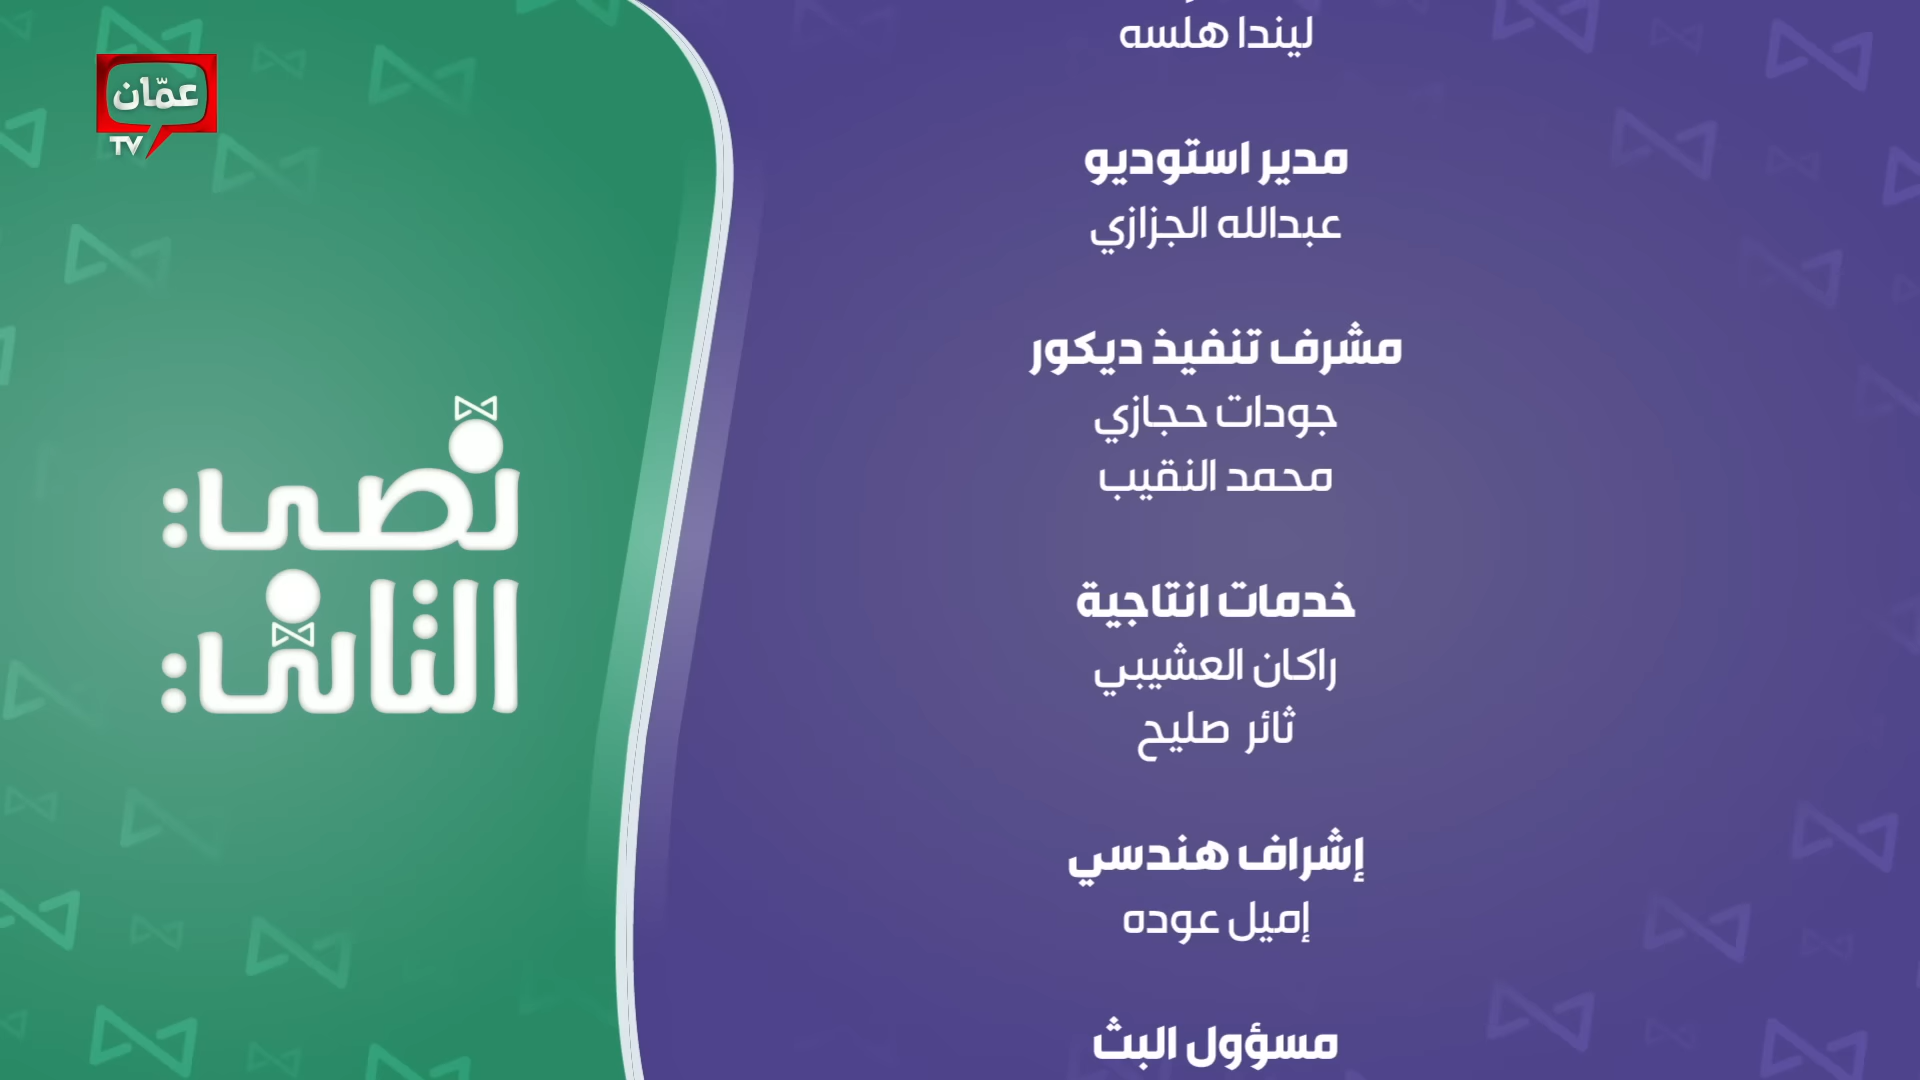 عمّان
TV
نصي
التاني
ليندا هلسه
مدير استوديو
عبدالله الجزازي
مشرف تنفيذ ديكور
جودات حجازي
محمد النقيب
خدمات انتاجية
راكان العشيبي
ثائر صليح
إشراف هندسي
إميل عوده
مسؤول البث